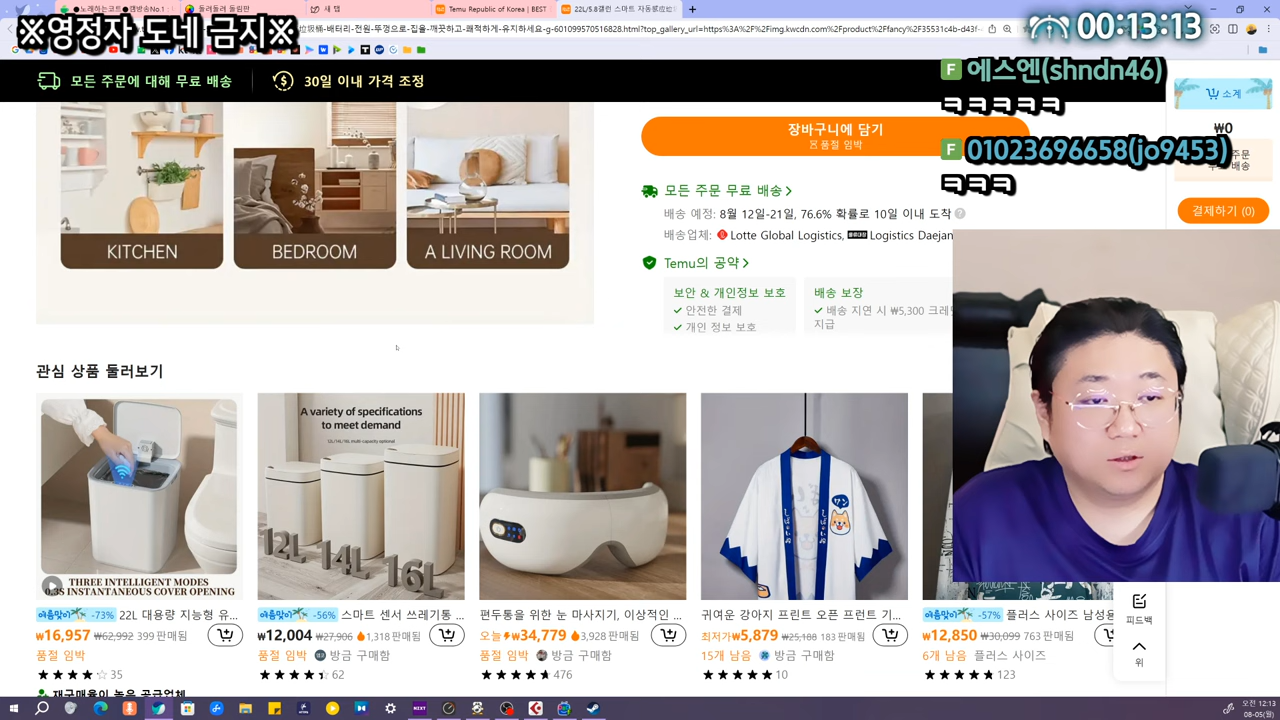 ※영정자 도네 금지※
Temu Republic of Korea | BEST
새 탭
22L/5.8갤런 스마트 자동
00:13:13
모든 주문에 대해 무료 배송
30일 이내 가격 조정
에스엔(shndn46)
ㅋㅋㅋㅋㅋ
01023696658(jo9453)
ㅋㅋㅋ
소계
₩0
결제하기 (0)
KITCHEN
BEDROOM
A LIVING ROOM
장바구니에 담기
품절 임박
모든 주문 무료 배송
배송 예정: 8월 12일-21일, 76.6% 확률로 10일 이내 도착
배송업체: Lotte Global Logistics, Logistics Daejan
Temu의 공약
보안 & 개인정보 보호
안전한 결제
개인 정보 보호
배송 보장
배송 지연 시 ₩5,300 크레
지급
관심 상품 둘러보기
THREE INTELLIGENT MODES
0.3S INSTANTANEOUS COVER OPENING
A variety of specifications
to meet demand
12L/14L/16L multi-capacity optional
12L
14L
16L
여름맞이 -73% 22L 대용량 지능형 유...
₩16,957 ₩62,992 399 판매됨
품절 임박
35
여름맞이 -56% 스마트 센서 쓰레기통 ...
₩12,004 ₩27,906 1,318 판매됨
품절 임박 방금 구매함
62
편두통을 위한 눈 마사지기, 이상적인 ...
오늘 ₩34,779 3,928 판매됨
품절 임박 방금 구매함
476
귀여운 강아지 프린트 오픈 프런트 기...
최저가 ₩5,879 ₩25,188 183 판매됨
15개 남음 방금 구매함
10
여름맞이 -57% 플러스 사이즈 남성용
₩12,850 ₩30,099 763 판매됨
6개 남음 플러스 사이즈
123
피드백
위
재구매율이 높은 공급업체
오전 12:13
08-05(월)